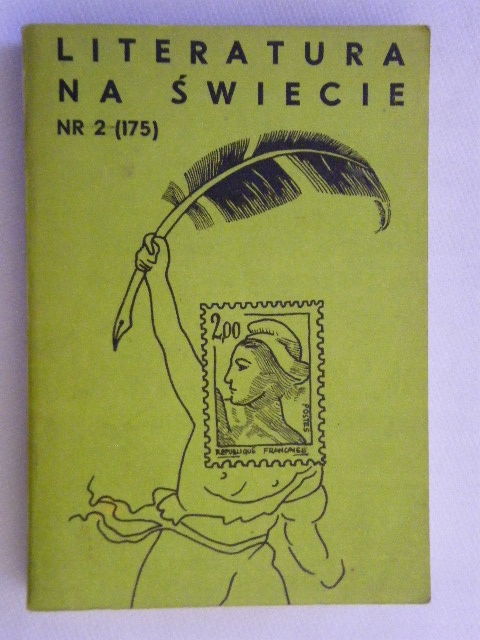 LITERATURA
NA ŚWIECIE
NR 2 (175)
2,00
POSTES
REPUBLIQUE FRANCAISE